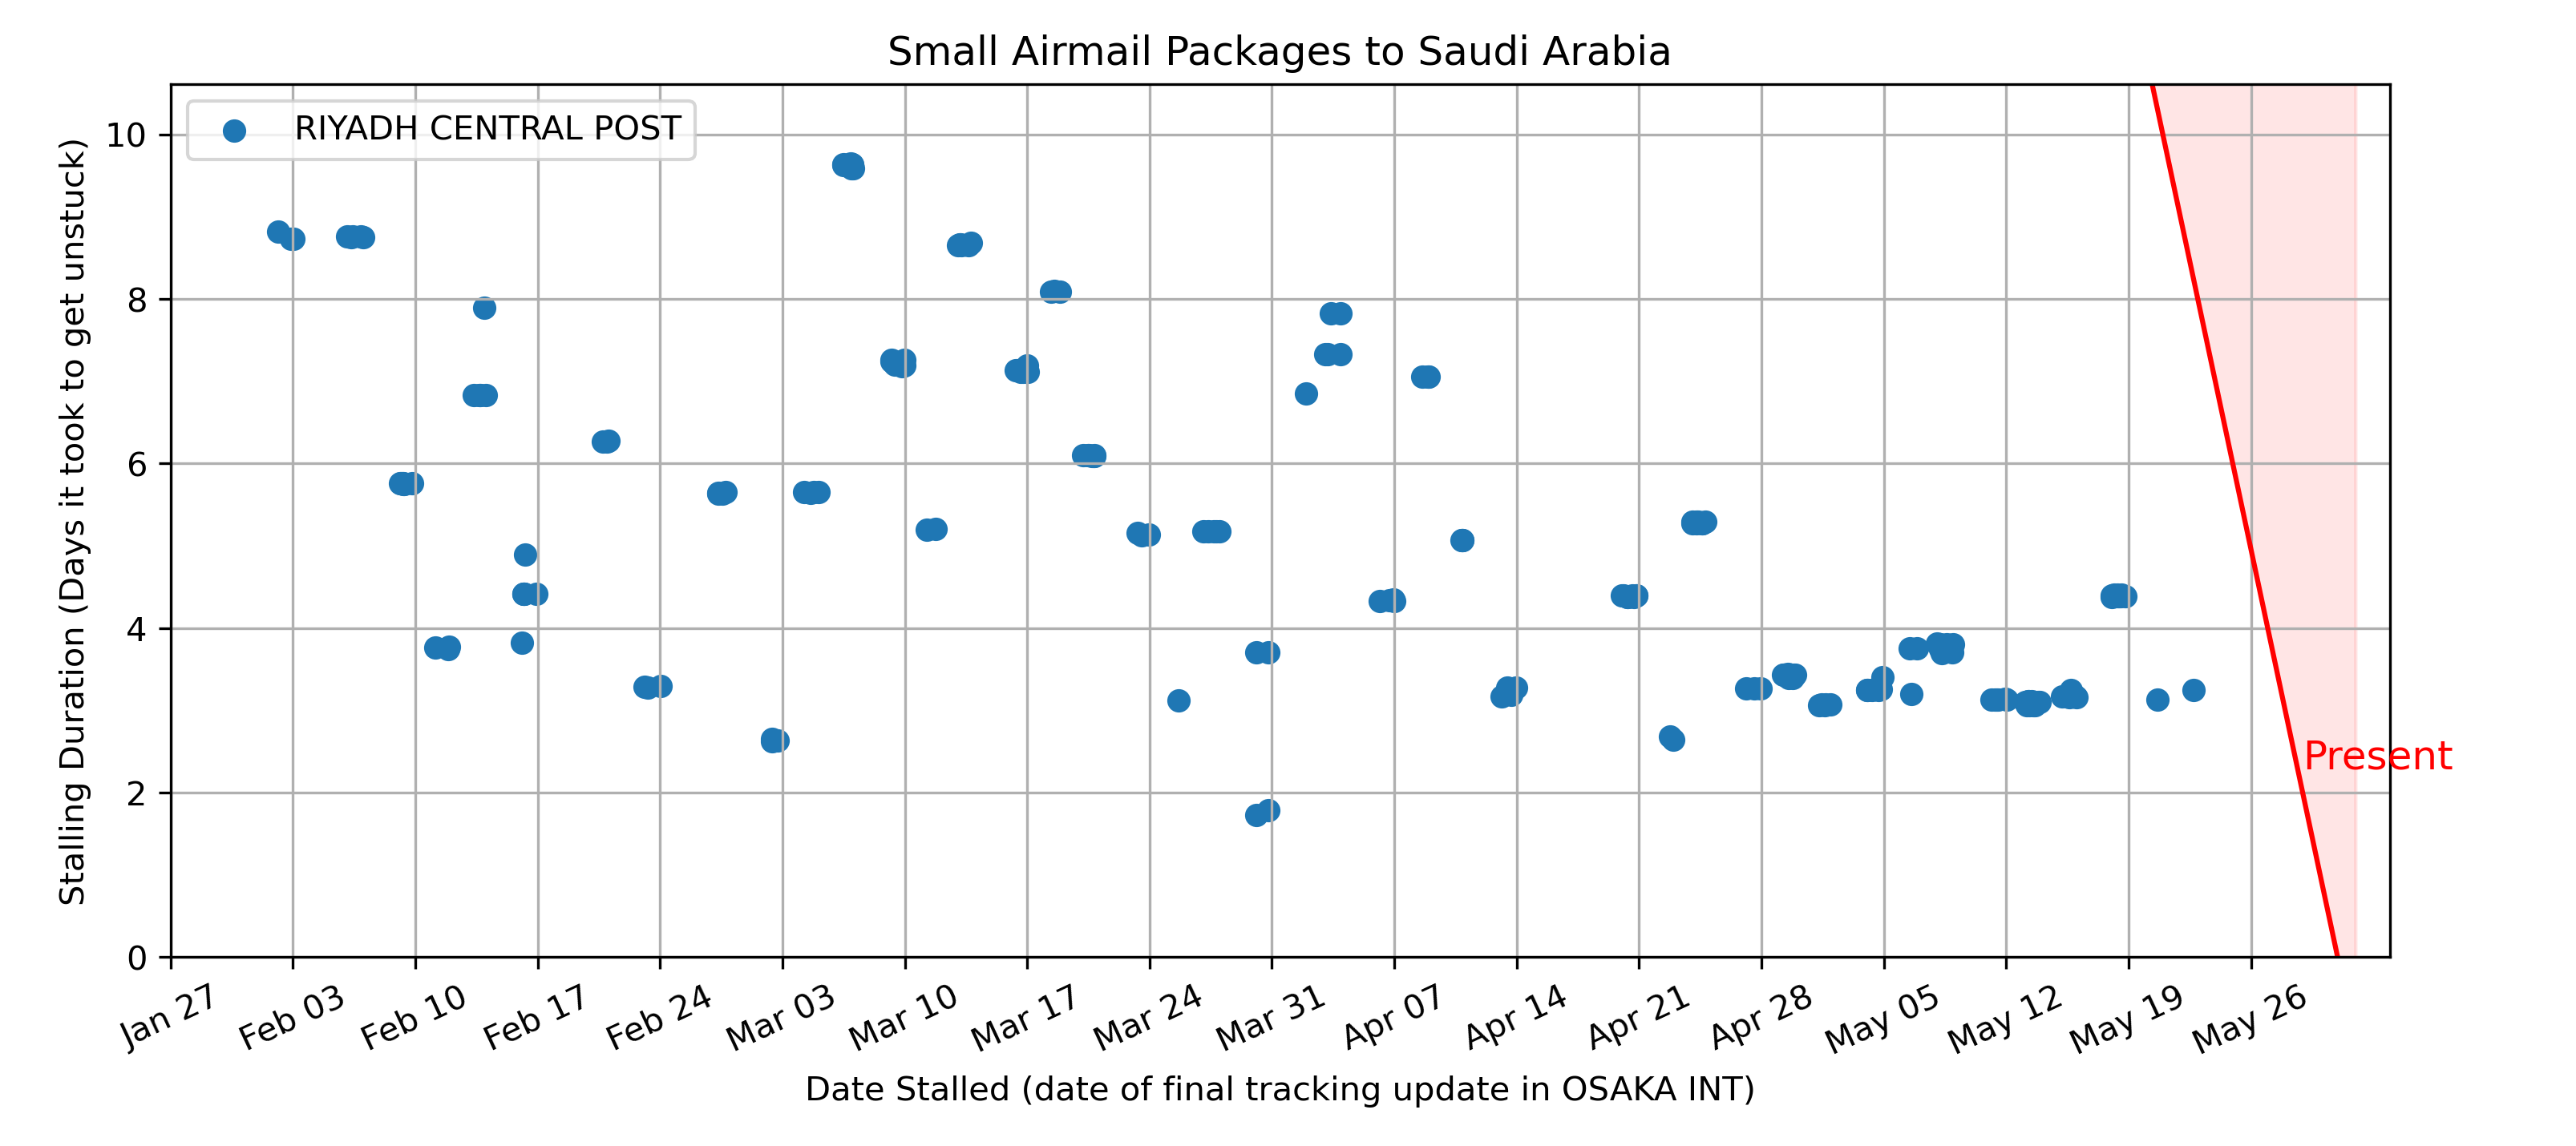 Small Airmail Packages to Saudi Arabia
RIYADH CENTRAL POST
Stalling Duration (Days it took to get unstuck)
10
8
6
4
2
0
Present
Jan 27
Feb 03
Feb 10
Feb 17
Feb 24
Mar 03
Mar 10
Mar 17
Mar 24
Mar 31
Apr 07
Apr 14
Apr 21
Apr 28
May 05
May 12
May 19
May 26
Date Stalled (date of final tracking update in OSAKA INT)